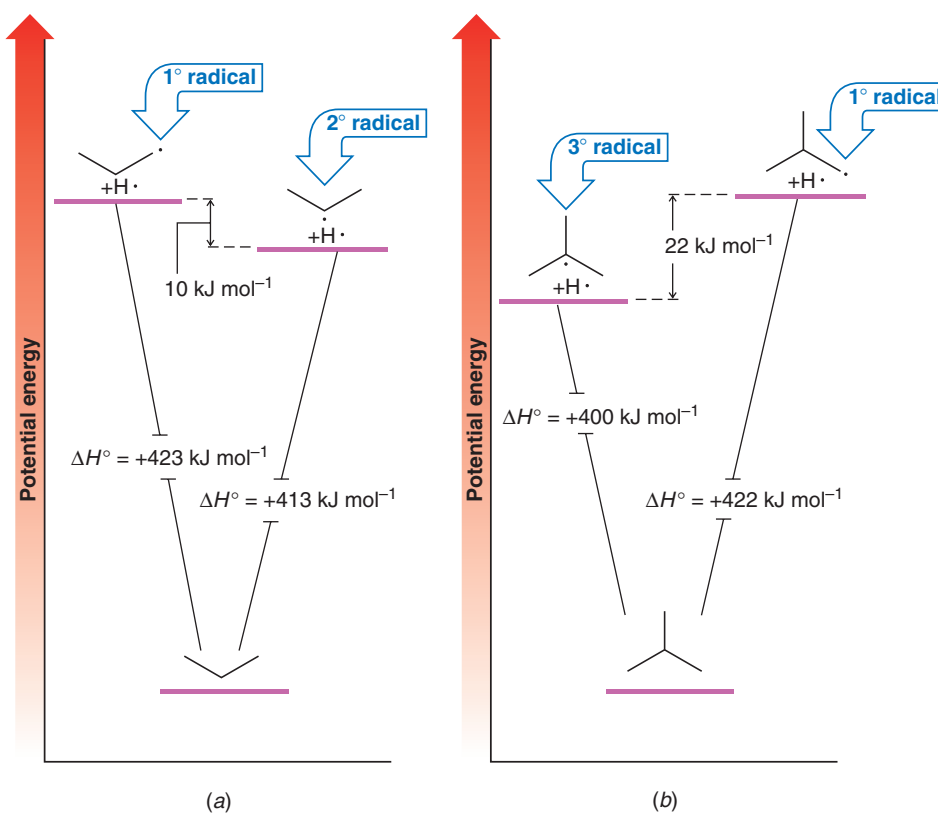 Potential energy
1° radical
2° radical
+H·
+H·
10 kJ mol⁻¹
ΔH° = +423 kJ mol⁻¹
ΔH° = +413 kJ mol⁻¹
(a)
Potential energy
1° radical
3° radical
+H·
22 kJ mol⁻¹
+H·
ΔH° = +400 kJ mol⁻¹
ΔH° = +422 kJ mol⁻¹
(b)